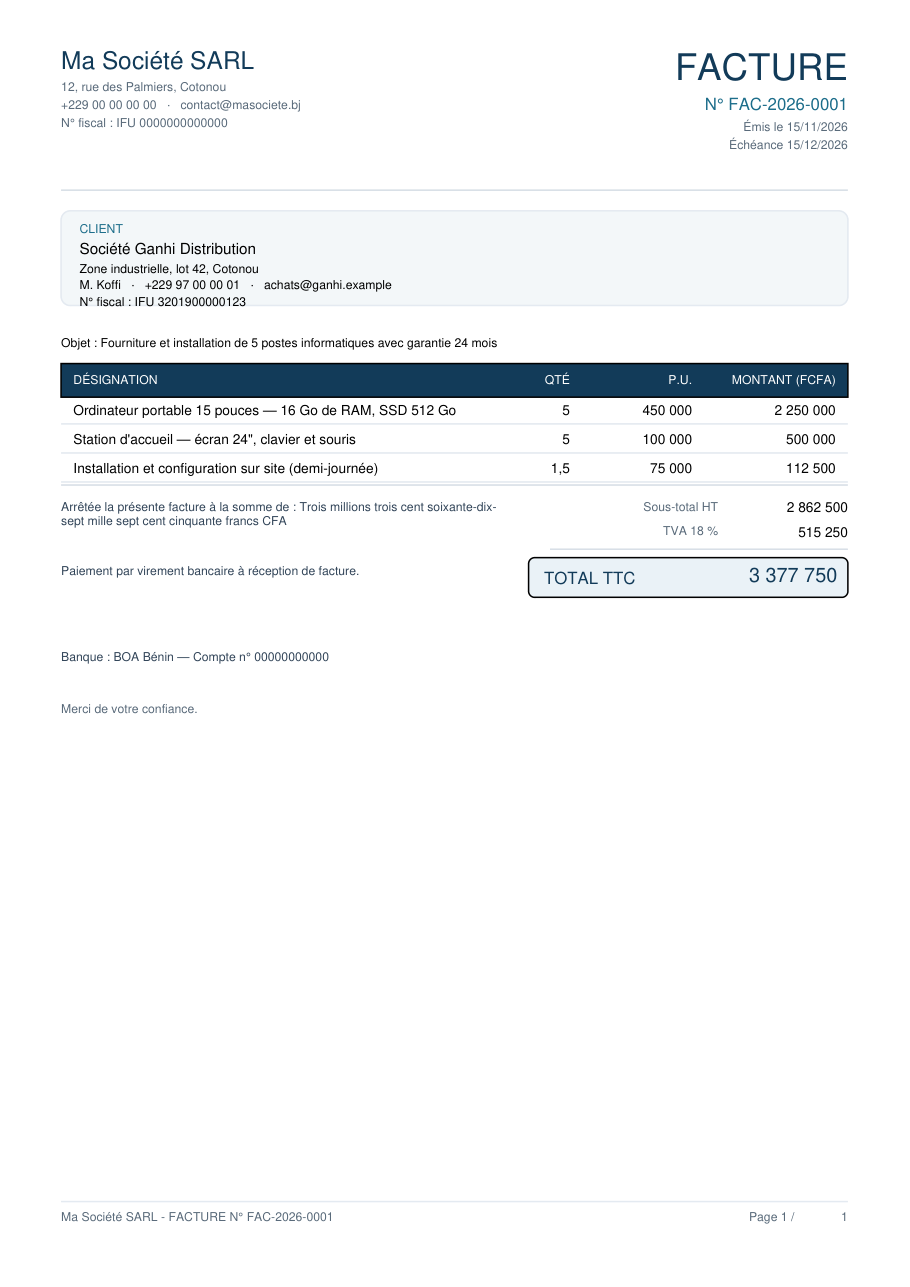 Ma Société SARL
12, rue des Palmiers, Cotonou
+229 00 00 00 00 · contact@masociete.bj
N° fiscal : IFU 0000000000000
FACTURE
N° FAC-2026-0001
Émis le 15/11/2026
Échéance 15/12/2026
CLIENT
Société Ganhi Distribution
Zone industrielle, lot 42, Cotonou
M. Koffi · +229 97 00 00 01 · achats@ganhi.example
N° fiscal : IFU 3201900000123
Objet : Fourniture et installation de 5 postes informatiques avec garantie 24 mois
DÉSIGNATION QTÉ P.U. MONTANT (FCFA)
Ordinateur portable 15 pouces — 16 Go de RAM, SSD 512 Go 5 450 000 2 250 000
Station d'accueil — écran 24", clavier et souris 5 100 000 500 000
Installation et configuration sur site (demi-journée) 1,5 75 000 112 500
Arrêtée la présente facture à la somme de : Trois millions trois cent soixante-dix-
sept mille sept cent cinquante francs CFA
Sous-total HT 2 862 500
TVA 18 % 515 250
Paiement par virement bancaire à réception de facture.
TOTAL TTC 3 377 750
Banque : BOA Bénin — Compte n° 00000000000
Merci de votre confiance.
Ma Société SARL - FACTURE N° FAC-2026-0001 Page 1 / 1